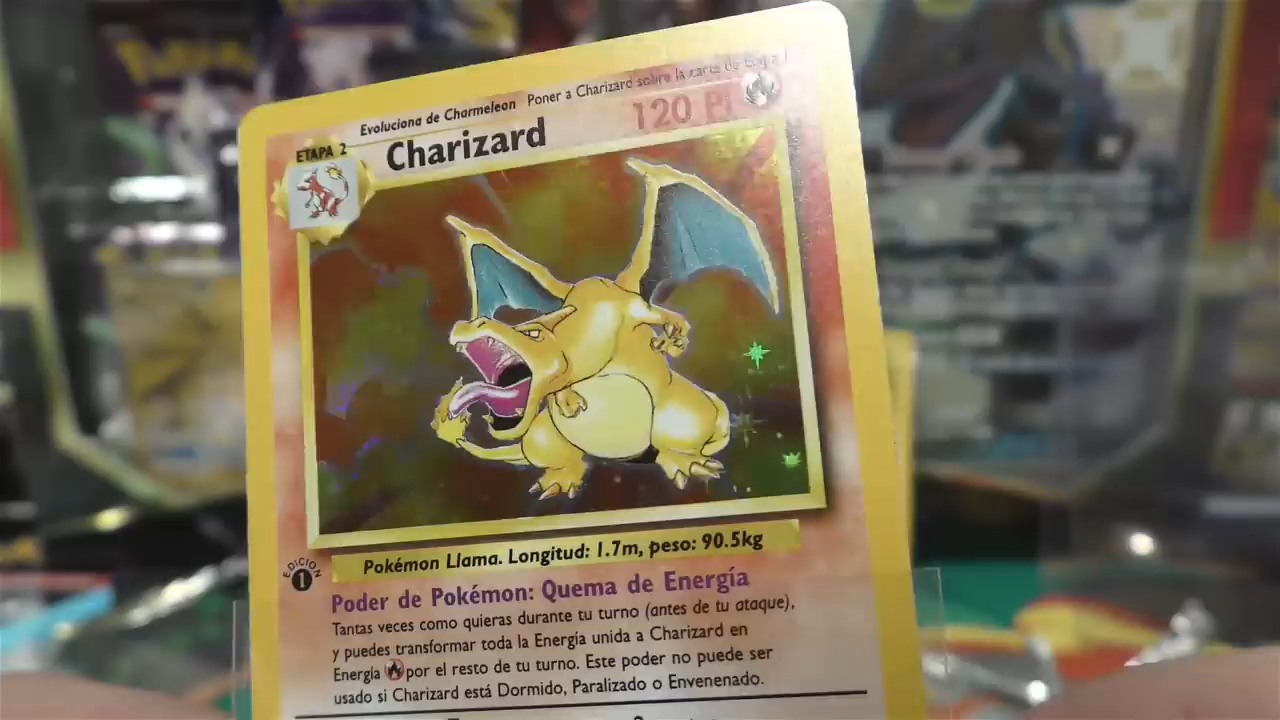 Evoluciona de Charmeleon Poner a Charizard sobre la carta de
ETAPA 2
Charizard
120
Pokémon Llama. Longitud: 1.7m, peso: 90.5kg
EDICION
1
Poder de Pokémon: Quema de Energía
Tantas veces como quieras durante tu turno (antes de tu ataque),
y puedes transformar toda la Energía unida a Charizard en
Energía por el resto de tu turno. Este poder no puede ser
usado si Charizard está Dormido, Paralizado o Envenenado.